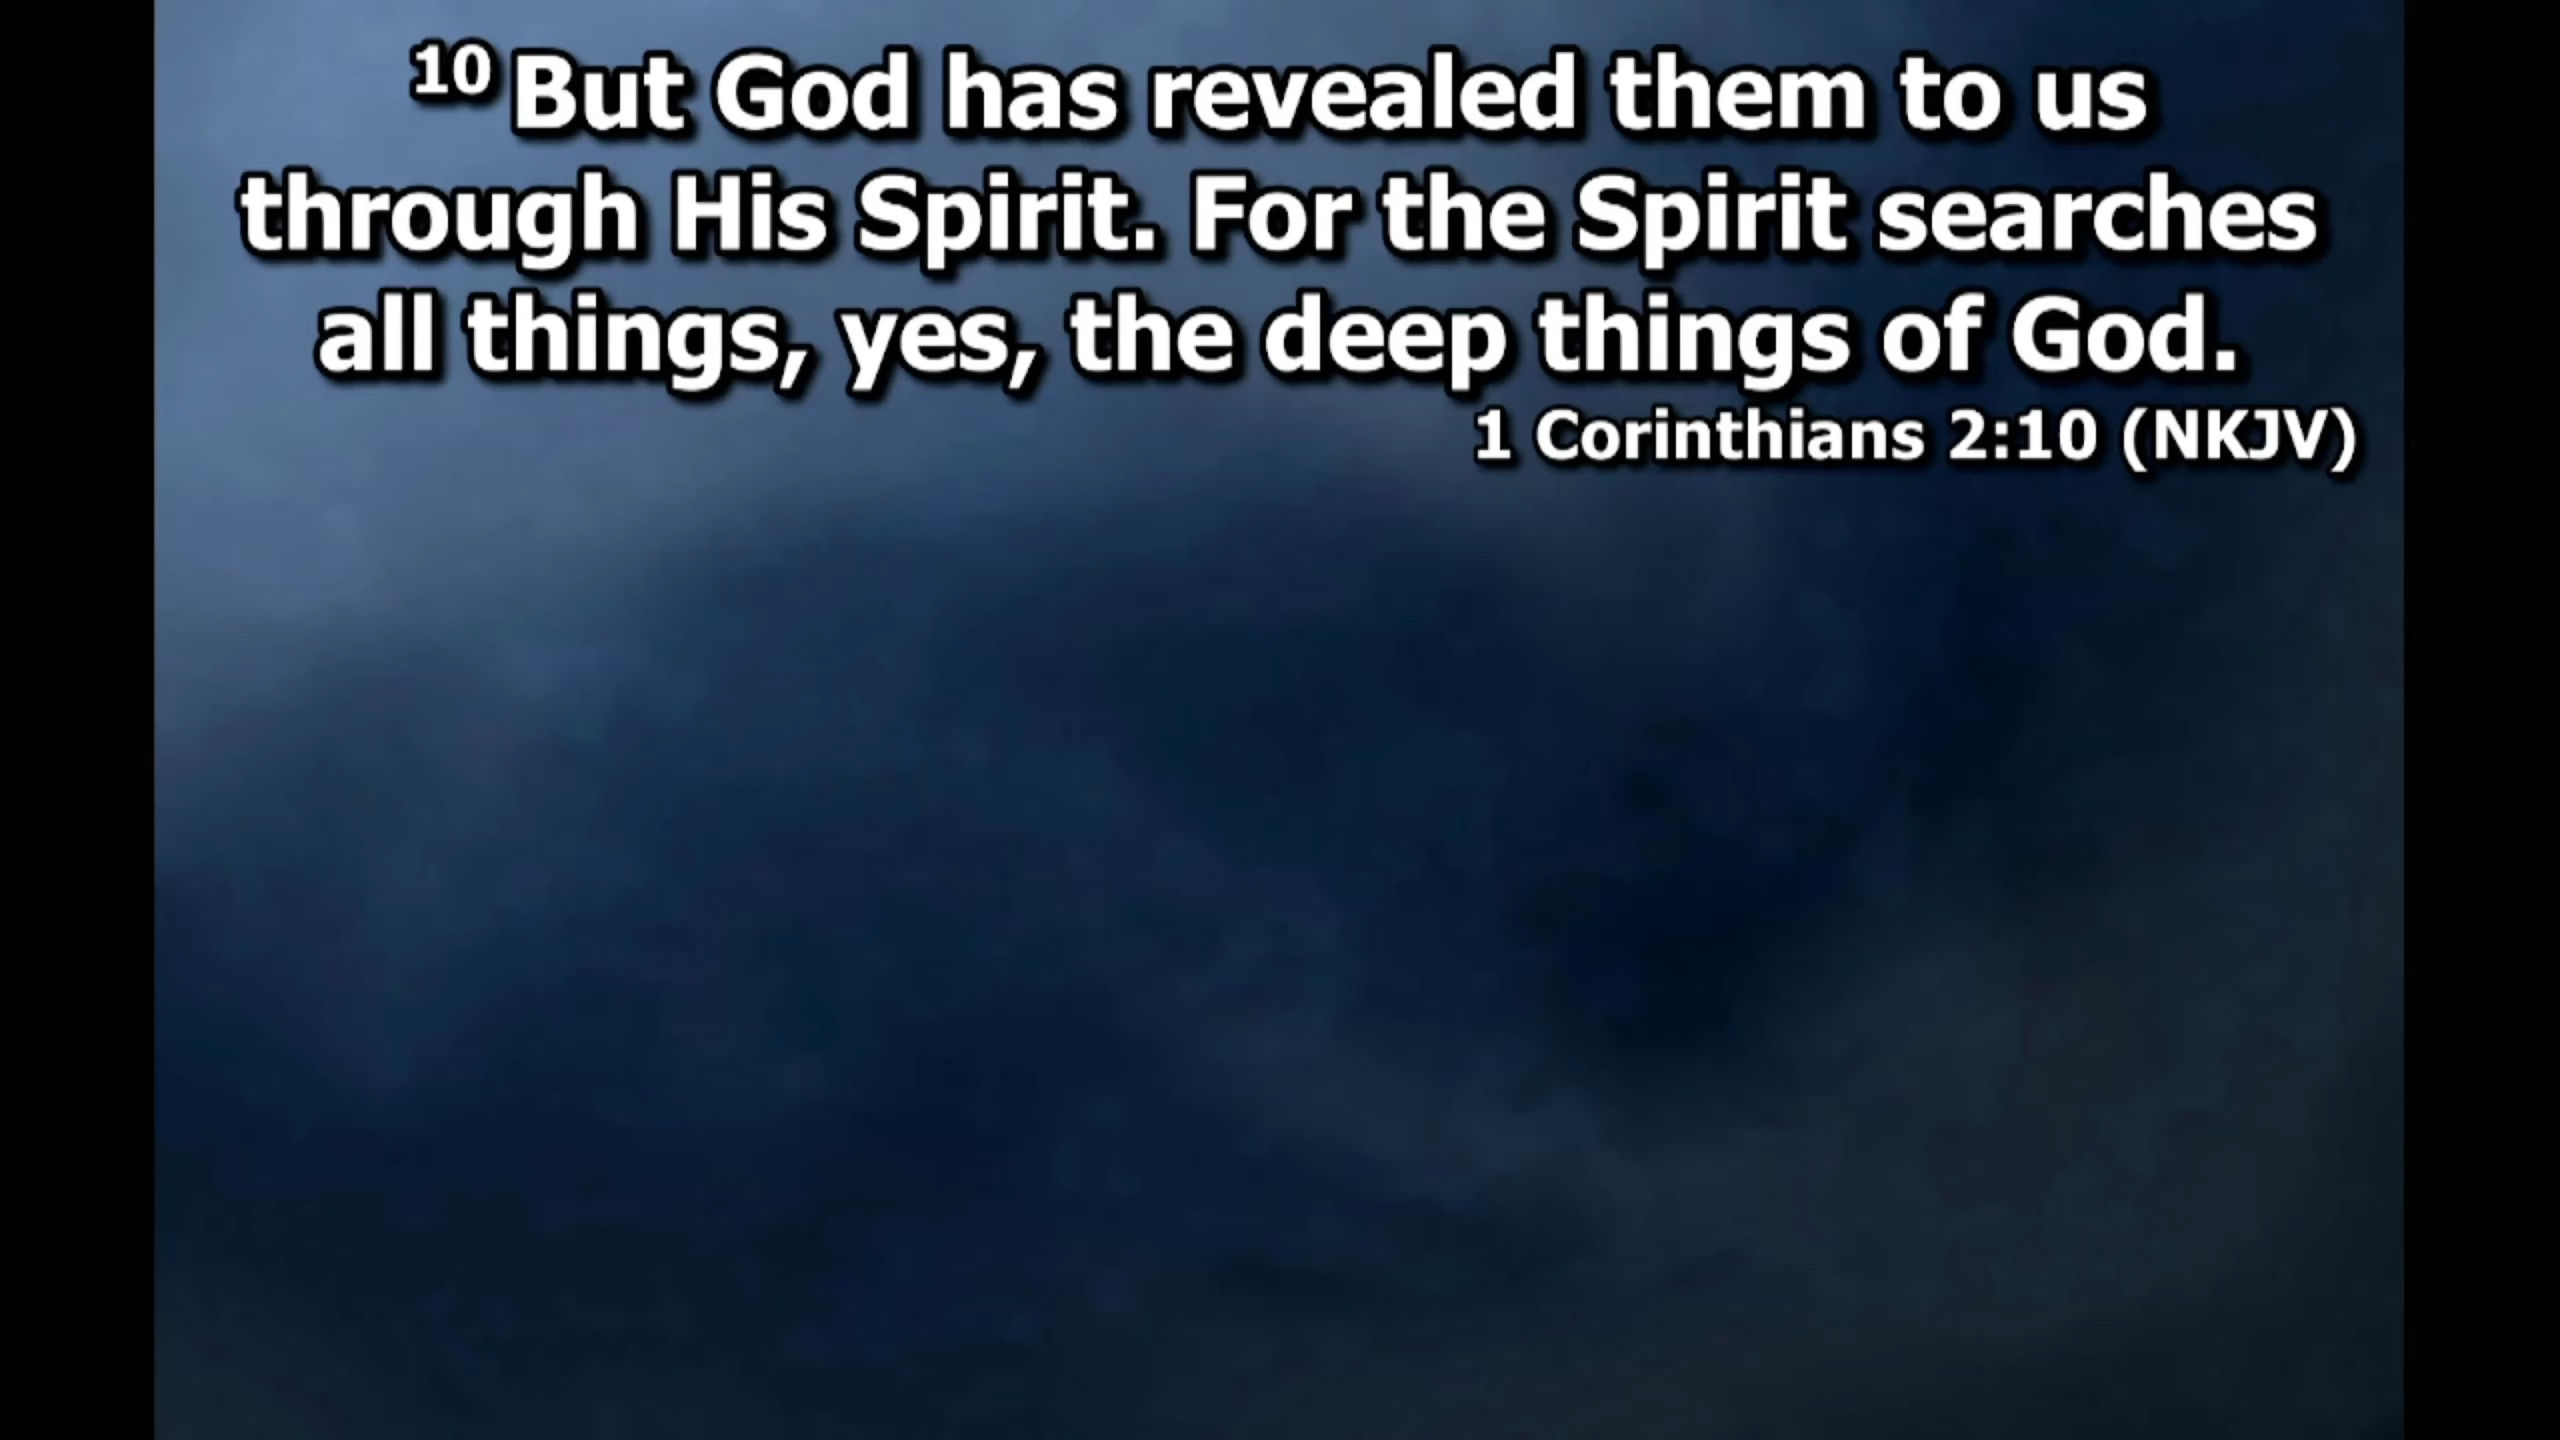 10 But God has revealed them to us
through His Spirit. For the Spirit searches
all things, yes, the deep things of God.
1 Corinthians 2:10 (NKJV)